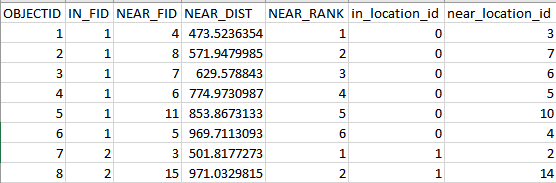 OBJECTID IN_FID NEAR_FID NEAR_DIST NEAR_RANK in_location_id near_location_id
1 1 4 473.5236354 1 0 3
2 1 8 571.9479985 2 0 7
3 1 7 629.578843 3 0 6
4 1 6 774.9730987 4 0 5
5 1 11 853.8673133 5 0 10
6 1 5 969.7113093 6 0 4
7 2 3 501.8177273 1 1 2
8 2 15 971.0329815 2 1 14